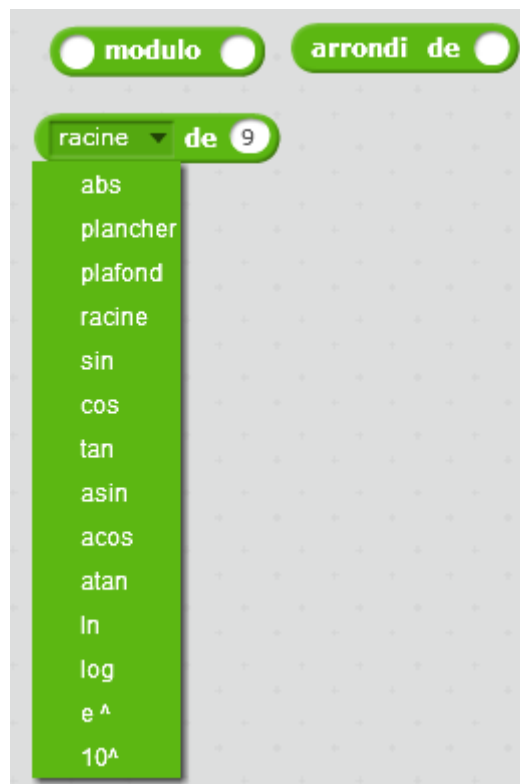 modulo arrondi de
racine de 9
abs
plancher
plafond
racine
sin
cos
tan
asin
acos
atan
ln
log
e ^
10^